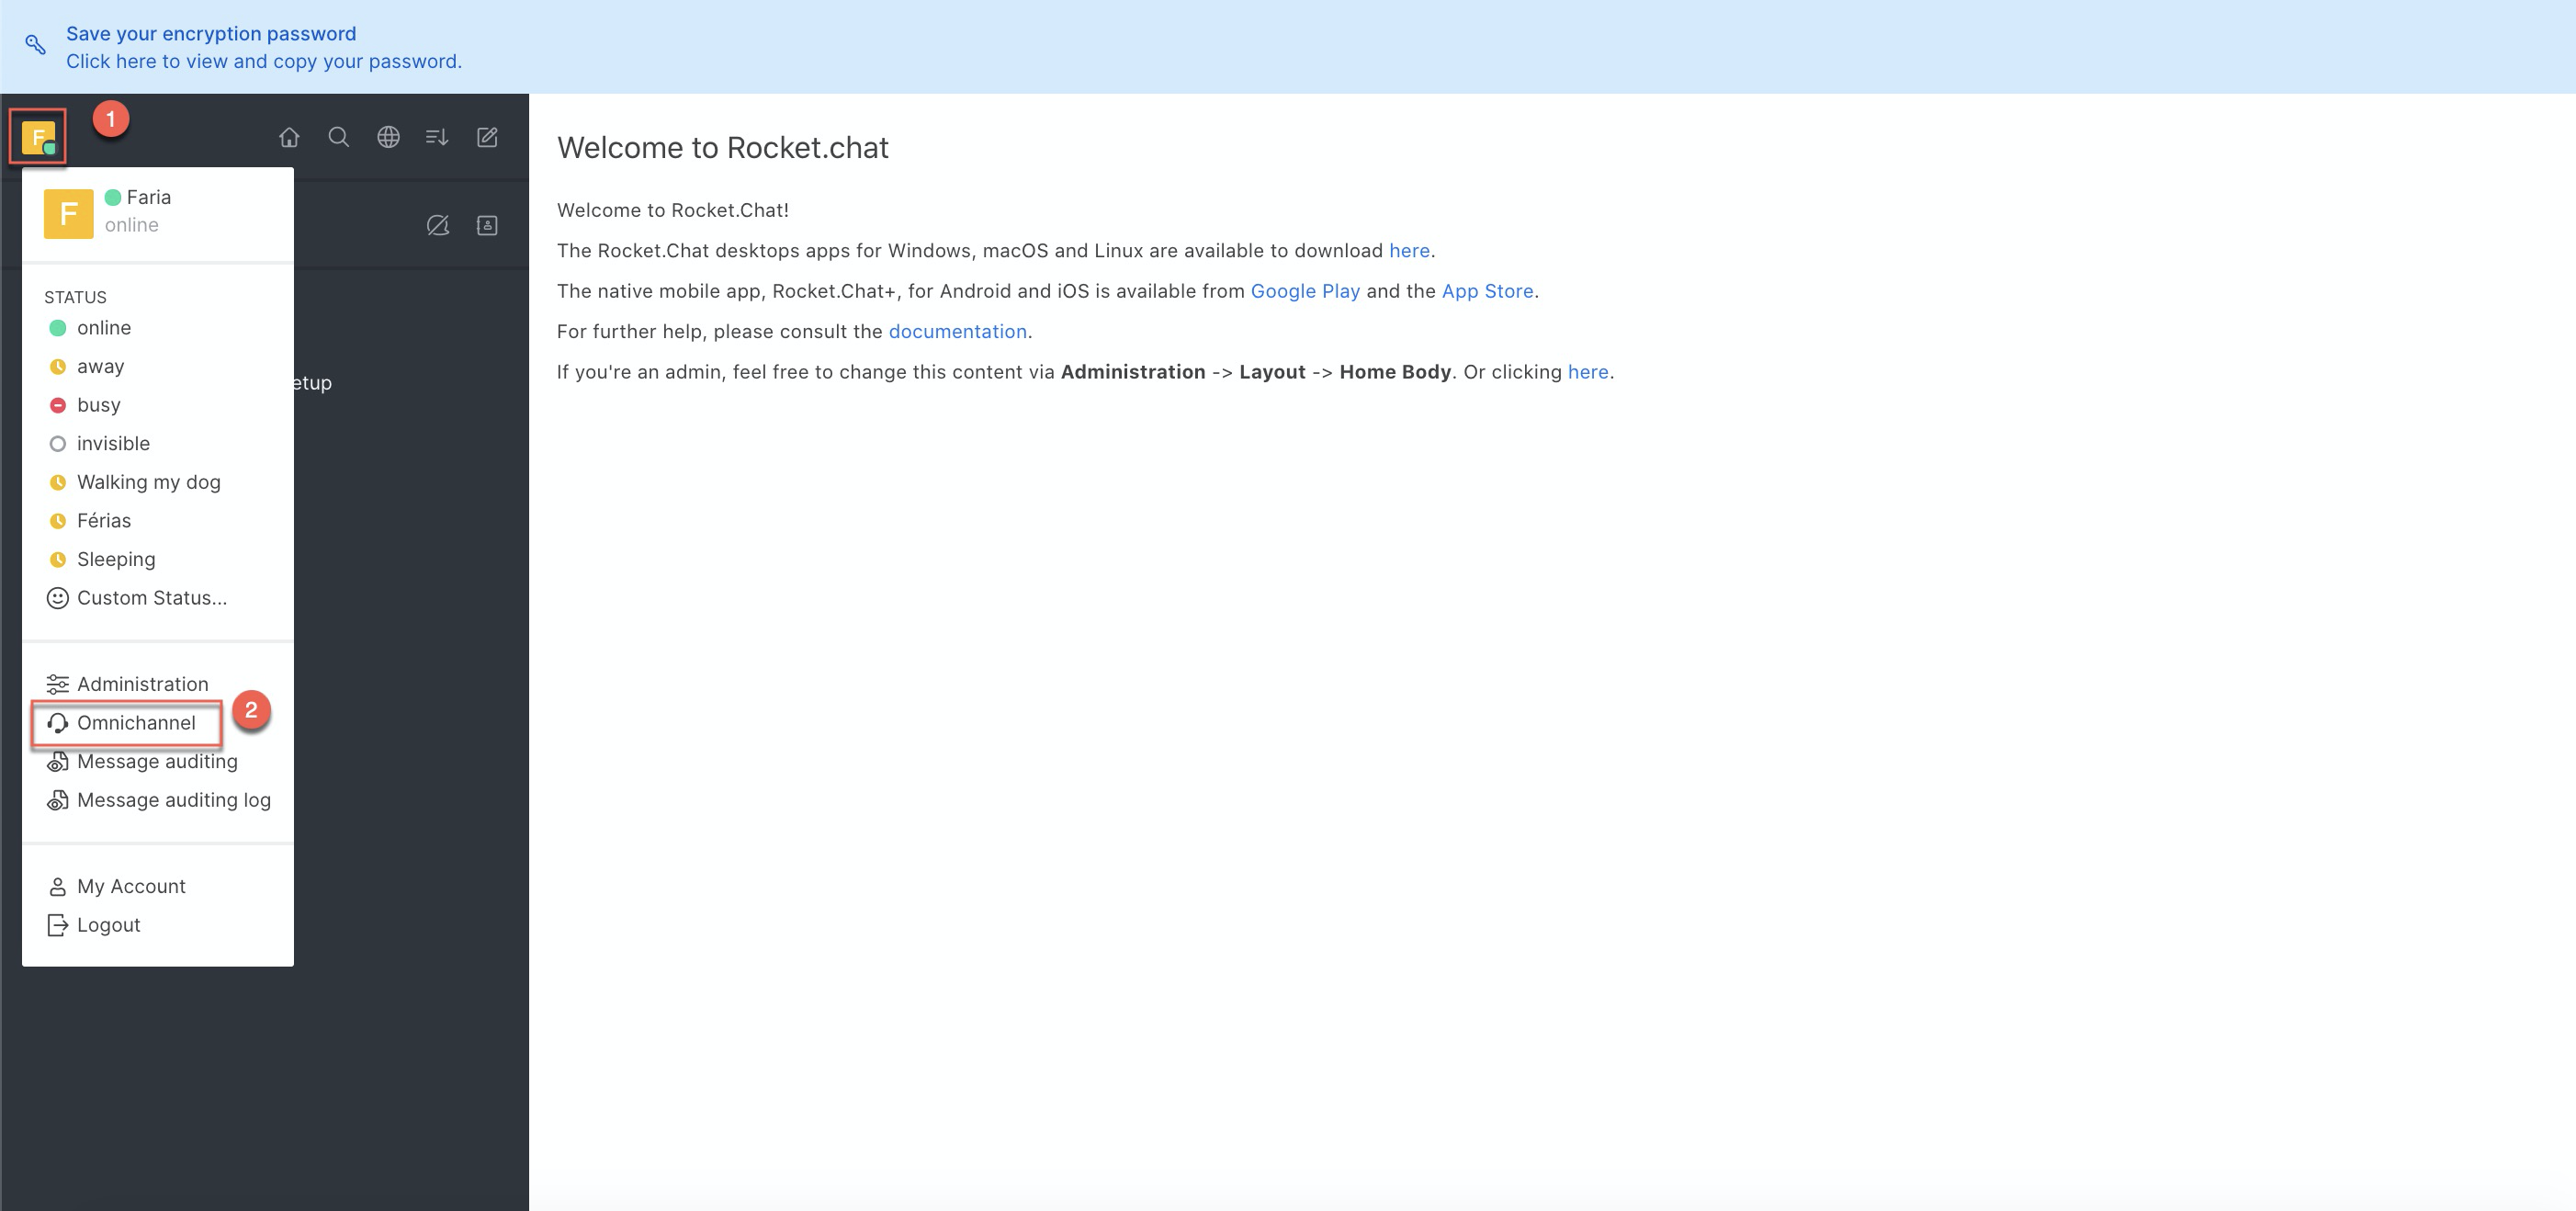 Save your encryption password
Click here to view and copy your password.
F
1
F
Faria
online
STATUS
online
away
busy
invisible
Walking my dog
Férias
Sleeping
Custom Status...
Administration
Omnichannel
2
Message auditing
Message auditing log
My Account
Logout
etup
Welcome to Rocket.chat
Welcome to Rocket.Chat!
The Rocket.Chat desktops apps for Windows, macOS and Linux are available to download here.
The native mobile app, Rocket.Chat+, for Android and iOS is available from Google Play and the App Store.
For further help, please consult the documentation.
If you're an admin, feel free to change this content via Administration -> Layout -> Home Body. Or clicking here.